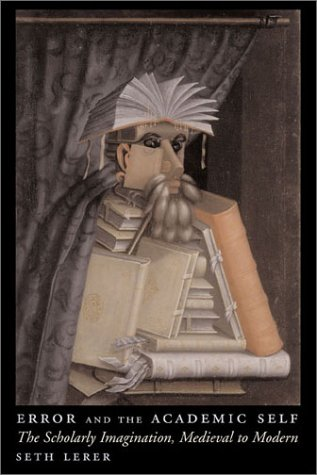 ERROR AND THE ACADEMIC SELF
The Scholarly Imagination, Medieval to Modern
SETH LERER